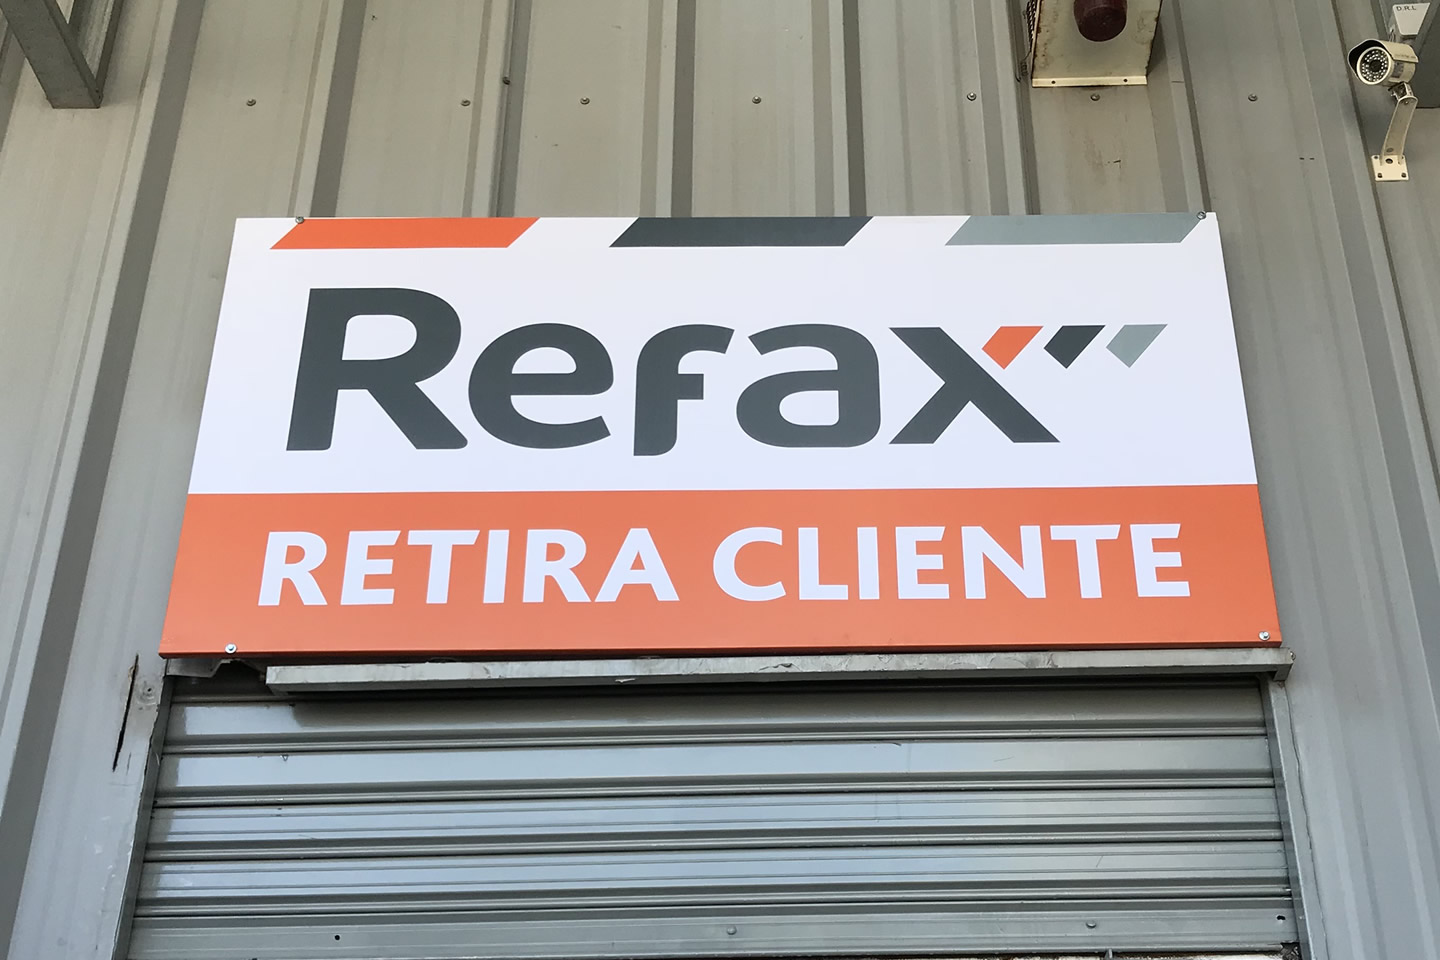 D.R.L
Refax
RETIRA CLIENTE